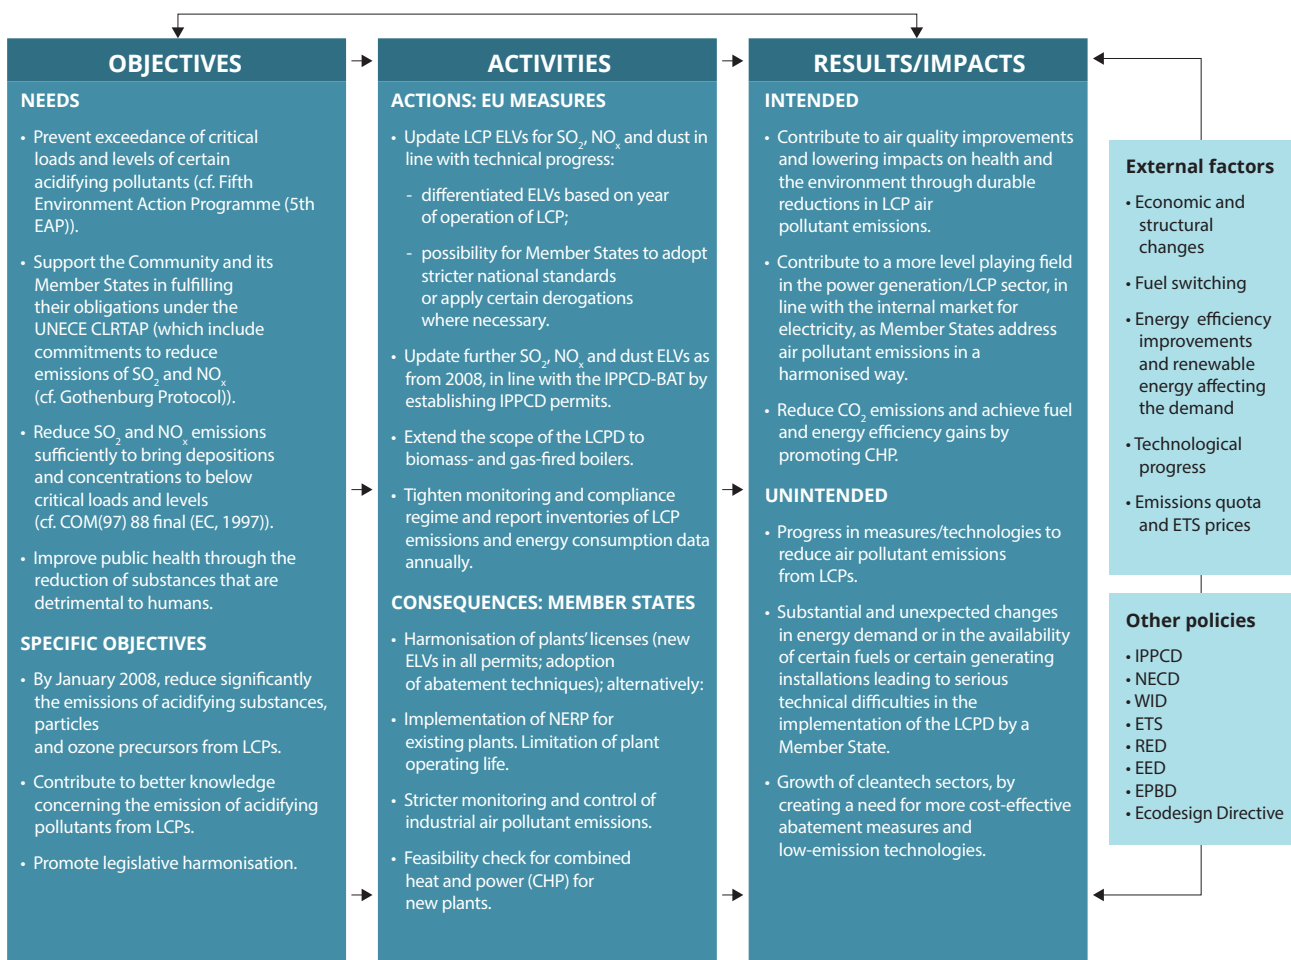 OBJECTIVES
NEEDS
• Prevent exceedance of critical
loads and levels of certain
acidifying pollutants (cf. Fifth
Environment Action Programme (5th
EAP)).
• Support the Community and its
Member States in fulfilling
their obligations under the
UNECE CLRTAP (which include
commitments to reduce
emissions of SO₂ and NOₓ
(cf. Gothenburg Protocol)).
• Reduce SO₂ and NOₓ emissions
sufficiently to bring depositions
and concentrations to below
critical loads and levels
(cf. COM(97) 88 final (EC, 1997)).
• Improve public health through the
reduction of substances that are
detrimental to humans.
SPECIFIC OBJECTIVES
• By January 2008, reduce significantly
the emissions of acidifying substances,
particles
and ozone precursors from LCPs.
• Contribute to better knowledge
concerning the emission of acidifying
pollutants from LCPs.
• Promote legislative harmonisation.
ACTIVITIES
ACTIONS: EU MEASURES
• Update LCP ELVs for SO₂, NOₓ and dust in
line with technical progress:
- differentiated ELVs based on year
of operation of LCP;
- possibility for Member States to adopt
stricter national standards
or apply certain derogations
where necessary.
• Update further SO₂, NOₓ and dust ELVs as
from 2008, in line with the IPPCD-BAT by
establishing IPPCD permits.
• Extend the scope of the LCPD to
biomass- and gas-fired boilers.
• Tighten monitoring and compliance
regime and report inventories of LCP
emissions and energy consumption data
annually.
CONSEQUENCES: MEMBER STATES
• Harmonisation of plants' licenses (new
ELVs in all permits; adoption
of abatement techniques); alternatively:
• Implementation of NERP for
existing plants. Limitation of plant
operating life.
• Stricter monitoring and control of
industrial air pollutant emissions.
• Feasibility check for combined
heat and power (CHP) for
new plants.
RESULTS/IMPACTS
INTENDED
• Contribute to air quality improvements
and lowering impacts on health and
the environment through durable
reductions in LCP air
pollutant emissions.
• Contribute to a more level playing field
in the power generation/LCP sector, in
line with the internal market for
electricity, as Member States address
air pollutant emissions in a
harmonised way.
• Reduce CO₂ emissions and achieve fuel
and energy efficiency gains by
promoting CHP.
UNINTENDED
• Progress in measures/technologies to
reduce air pollutant emissions
from LCPs.
• Substantial and unexpected changes
in energy demand or in the availability
of certain fuels or certain generating
installations leading to serious
technical difficulties in the
implementation of the LCPD by a
Member State.
• Growth of cleantech sectors, by
creating a need for more cost-effective
abatement measures and
low-emission technologies.
External factors
• Economic and
structural
changes
• Fuel switching
• Energy efficiency
improvements
and renewable
energy affecting
the demand
• Technological
progress
• Emissions quota
and ETS prices
Other policies
• IPPCD
• NECD
• WID
• ETS
• RED
• EED
• EPBD
• Ecodesign Directive